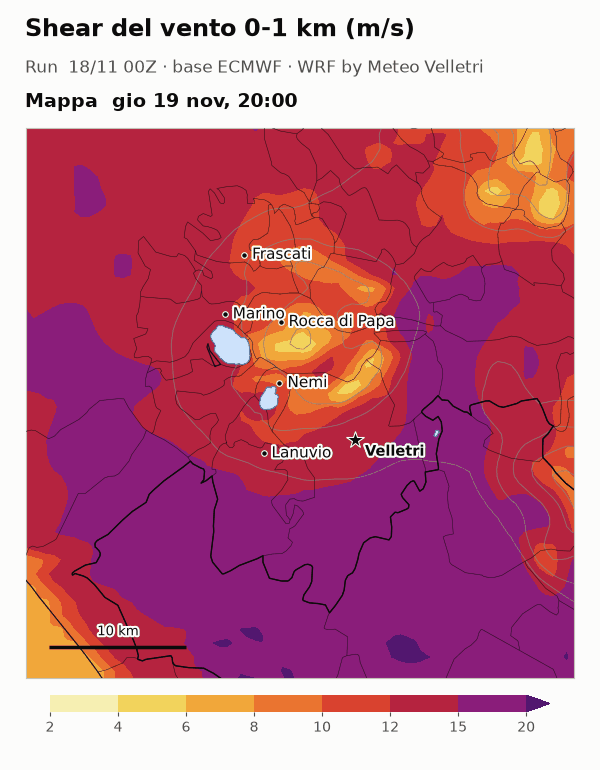 Shear del vento 0-1 km (m/s)
Run  18/11 00Z · base ECMWF · WRF by Meteo Velletri
Mappa  gio 19 nov, 20:00
Frascati
Marino
Rocca di Papa
Nemi
Velletri
Lanuvio
10 km
2 4 6 8 10 12 15 20